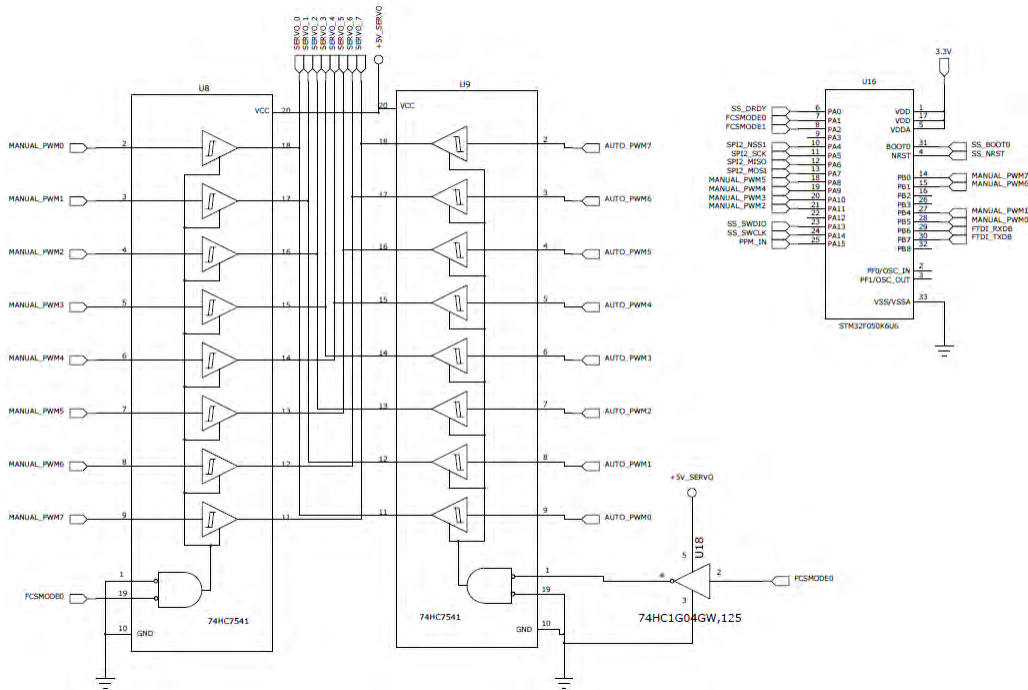 SERVO_0
SERVO_1
SERVO_2
SERVO_3
SERVO_4
SERVO_5
SERVO_6
SERVO_7
+5V_SERVO
U8
VCC 20
MANUAL_PWM0 2 18
MANUAL_PWM1 3 17
MANUAL_PWM2 4 16
MANUAL_PWM3 5 15
MANUAL_PWM4 6 14
MANUAL_PWM5 7 13
MANUAL_PWM6 8 12
MANUAL_PWM7 9 11
1
FCSMODE0 19
10 GND
74HC7541
U9
20 VCC
18 2 AUTO_PWM7
17 3 AUTO_PWM6
16 4 AUTO_PWM5
15 5 AUTO_PWM4
14 6 AUTO_PWM3
13 7 AUTO_PWM2
12 8 AUTO_PWM1
11 9 AUTO_PWM0
1
19
GND 10
74HC7541
+5V_SERVO
5
U18
4 2 FCSMODE0
3
74HC1G04GW,125
3.3V
U16
SS_DRDY 6 PA0
FCSMODE0 7 PA1
FCSMODE1 8 PA2
9 PA3
SPI2_NSS1 10 PA4
SPI2_SCK 11 PA5
SPI2_MISO 12 PA6
SPI2_MOSI 13 PA7
MANUAL_PWM5 18 PA8
MANUAL_PWM4 19 PA9
MANUAL_PWM3 20 PA10
MANUAL_PWM2 21 PA11
22 PA12
SS_SWDIO 23 PA13
SS_SWCLK 24 PA14
PPM_IN 25 PA15
VDD 1
VDD 17
VDDA 5
BOOT0 31 SS_BOOT0
NRST 4 SS_NRST
PB0 14 MANUAL_PWM7
PB1 15 MANUAL_PWM6
PB2 16
PB3 26
PB4 27 MANUAL_PWM1
PB5 28 MANUAL_PWM0
PB6 29 FTDI_RXDB
PB7 30 FTDI_TXDB
PB8 32
PF0/OSC_IN 2
PF1/OSC_OUT 3
VSS/VSSA 33
STM32F050K6U6